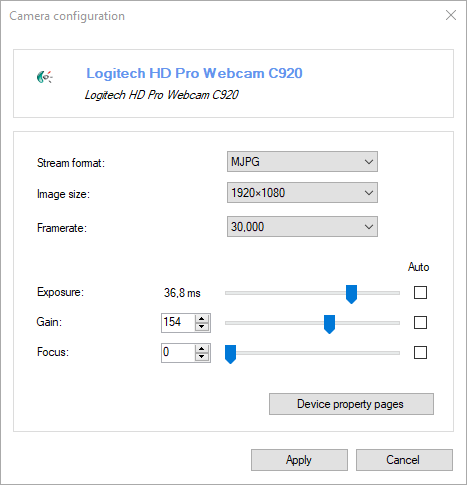 Camera configuration
Logitech HD Pro Webcam C920
Logitech HD Pro Webcam C920
Stream format: MJPG
Image size: 1920×1080
Framerate: 30,000
Auto
Exposure: 36,8 ms
Gain: 154
Focus: 0
Device property pages
Apply Cancel